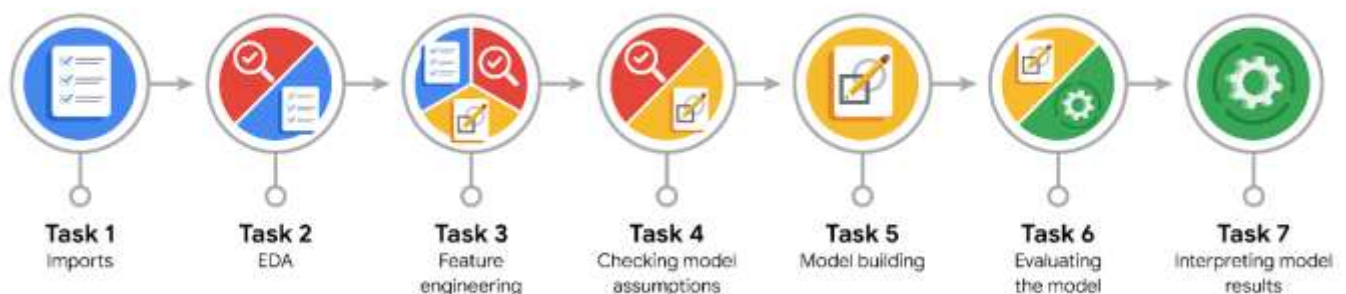 Task 1
Imports
Task 2
EDA
Task 3
Feature
engineering
Task 4
Checking model
assumptions
Task 5
Model building
Task 6
Evaluating
the model
Task 7
Interpreting model
results